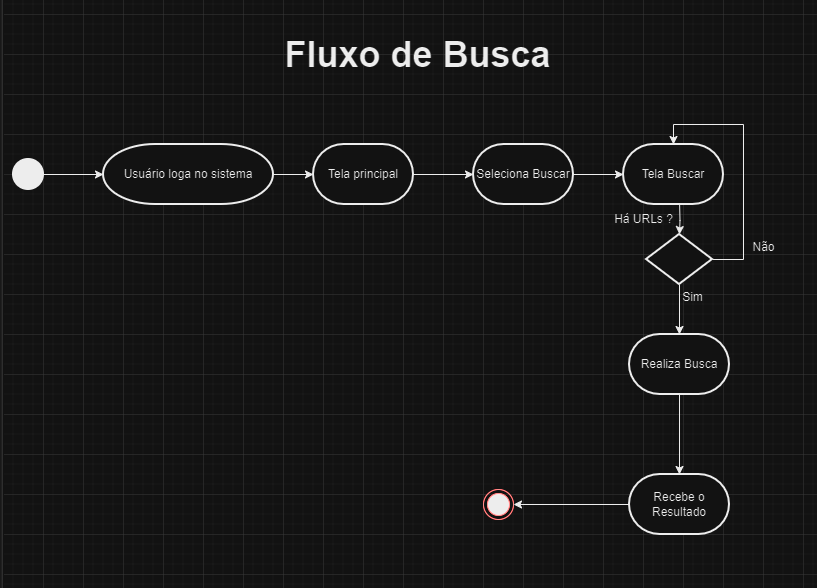 Fluxo de Busca
Usuário loga no sistema
Tela principal
Seleciona Buscar
Tela Buscar
Há URLs ?
Não
Sim
Realiza Busca
Recebe o
Resultado